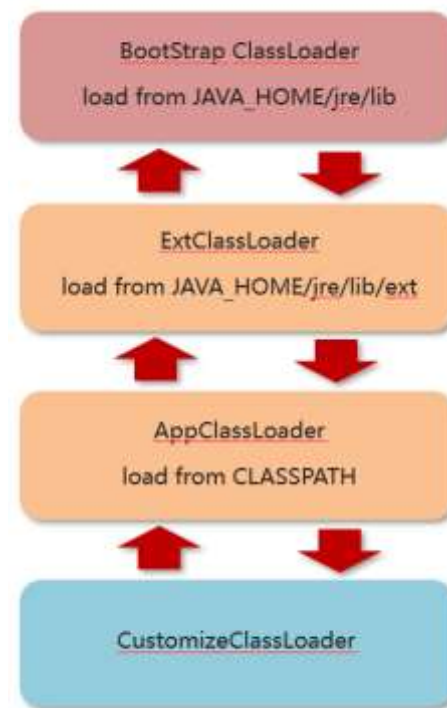 BootStrap ClassLoader
load from JAVA_HOME/jre/lib
ExtClassLoader
load from JAVA_HOME/jre/lib/ext
AppClassLoader
load from CLASSPATH
CustomizeClassLoader